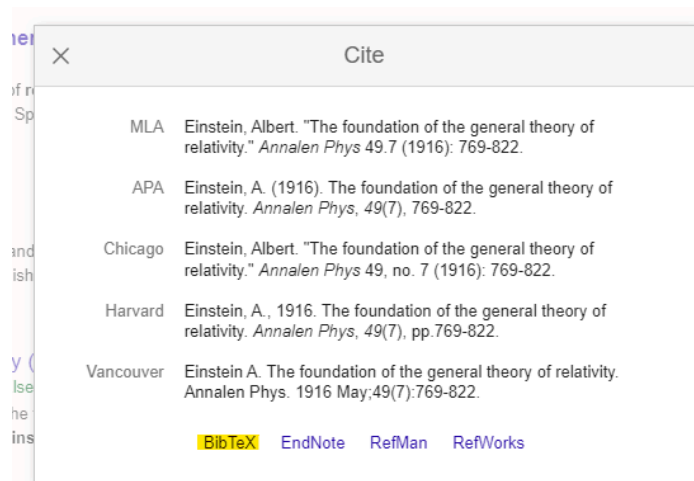 Cite
MLA Einstein, Albert. "The foundation of the general theory of
relativity." Annalen Phys 49.7 (1916): 769-822.
APA Einstein, A. (1916). The foundation of the general theory of
relativity. Annalen Phys, 49(7), 769-822.
Chicago Einstein, Albert. "The foundation of the general theory of
relativity." Annalen Phys 49, no. 7 (1916): 769-822.
Harvard Einstein, A., 1916. The foundation of the general theory of
relativity. Annalen Phys, 49(7), pp.769-822.
Vancouver Einstein A. The foundation of the general theory of relativity.
Annalen Phys. 1916 May;49(7):769-822.
BibTeX EndNote RefMan RefWorks